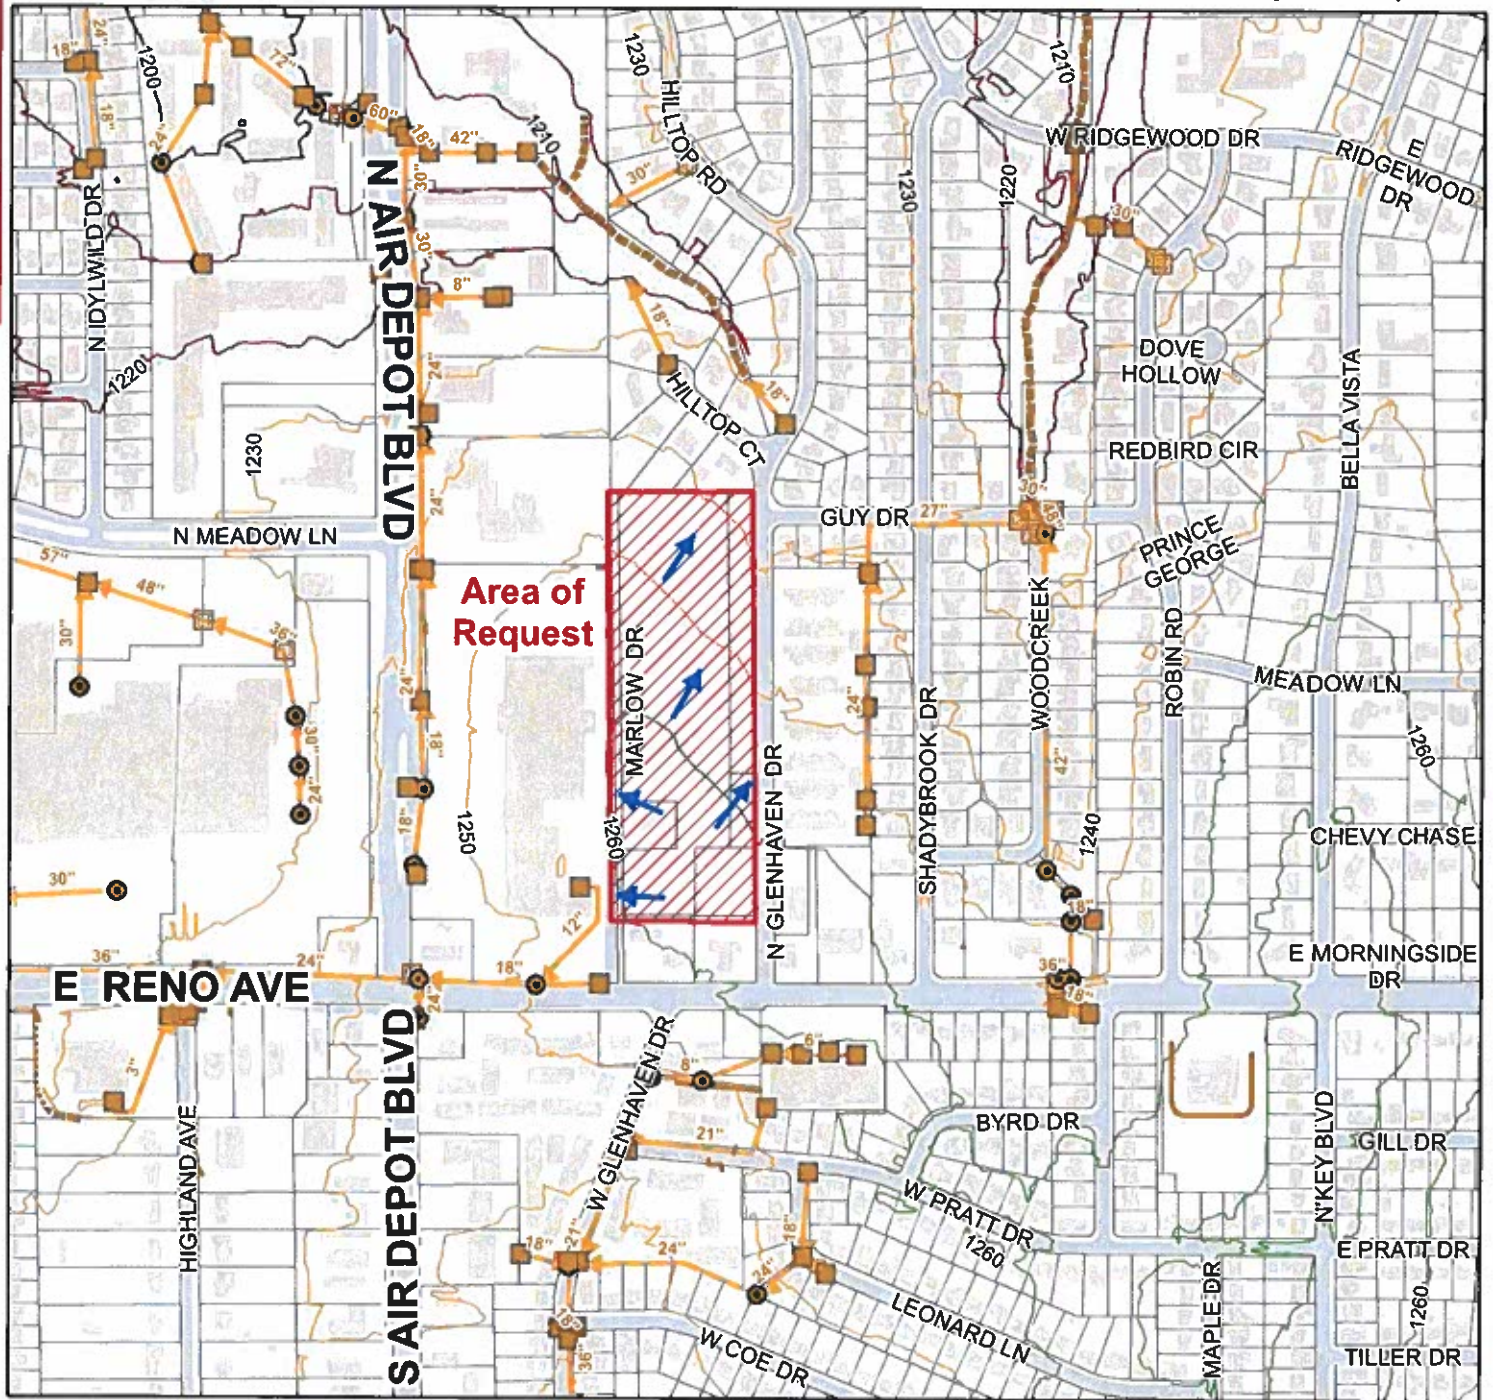 18"
24"
18"
1200
24"
72"
60"
18"
42"
30"
30"
1210
1230
HILLTOP RD
30"
1230
1220
1210
W RIDGEWOOD DR
E
RIDGEWOOD
DR
30"
N IDYLWILD DR
N AIR DEPOT BLVD
8"
18"
18"
24"
1220
1230
HILLTOP CT
DOVE
HOLLOW
REDBIRD CIR
BELLA VISTA
24"
N MEADOW LN
GUY DR
27"
30"
48"
PRINCE
GEORGE
57"
48"
36"
30"
30"
24"
24"
18"
18"
Area of
Request
MARLOW DR
1250
1260
N GLENHAVEN DR
24"
SHADYBROOK DR
WOODCREEK
42"
ROBIN RD
MEADOW LN
1260
1240
CHEVY CHASE
30"
12"
18"
36"
18"
E MORNINGSIDE
DR
36"
24"
18"
24"
E RENO AVE
3"
HIGHLAND AVE
S AIR DEPOT BLVD
W GLENHAVEN DR
8"
6"
21"
BYRD DR
W PRATT DR
1260
N KEY BLVD
GILL DR
E PRATT DR
18"
21"
24"
18"
24"
28"
36"
LEONARD LN
W COE DR
MAPLE DR
1260
TILLER DR